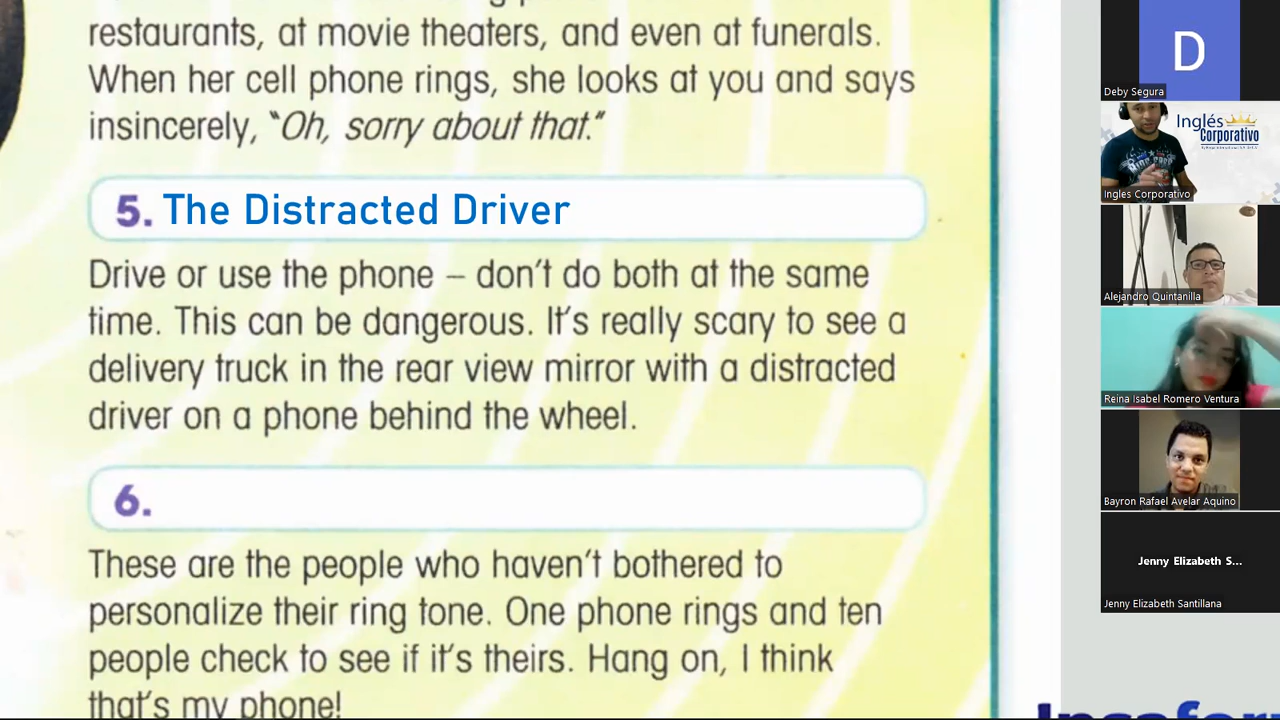 restaurants, at movie theaters, and even at funerals.
When her cell phone rings, she looks at you and says
insincerely, "Oh, sorry about that."
5. The Distracted Driver
Drive or use the phone – don't do both at the same
time. This can be dangerous. It's really scary to see a
delivery truck in the rear view mirror with a distracted
driver on a phone behind the wheel.
6.
These are the people who haven't bothered to
personalize their ring tone. One phone rings and ten
people check to see if it's theirs. Hang on, I think
that's my phone!
D
Deby Segura
Inglés
Corporativo
Ingles Corporativo
Alejandro Quintanilla
Reina Isabel Romero Ventura
Bayron Rafael Avelar Aquino
Jenny Elizabeth S...
Jenny Elizabeth Santillana